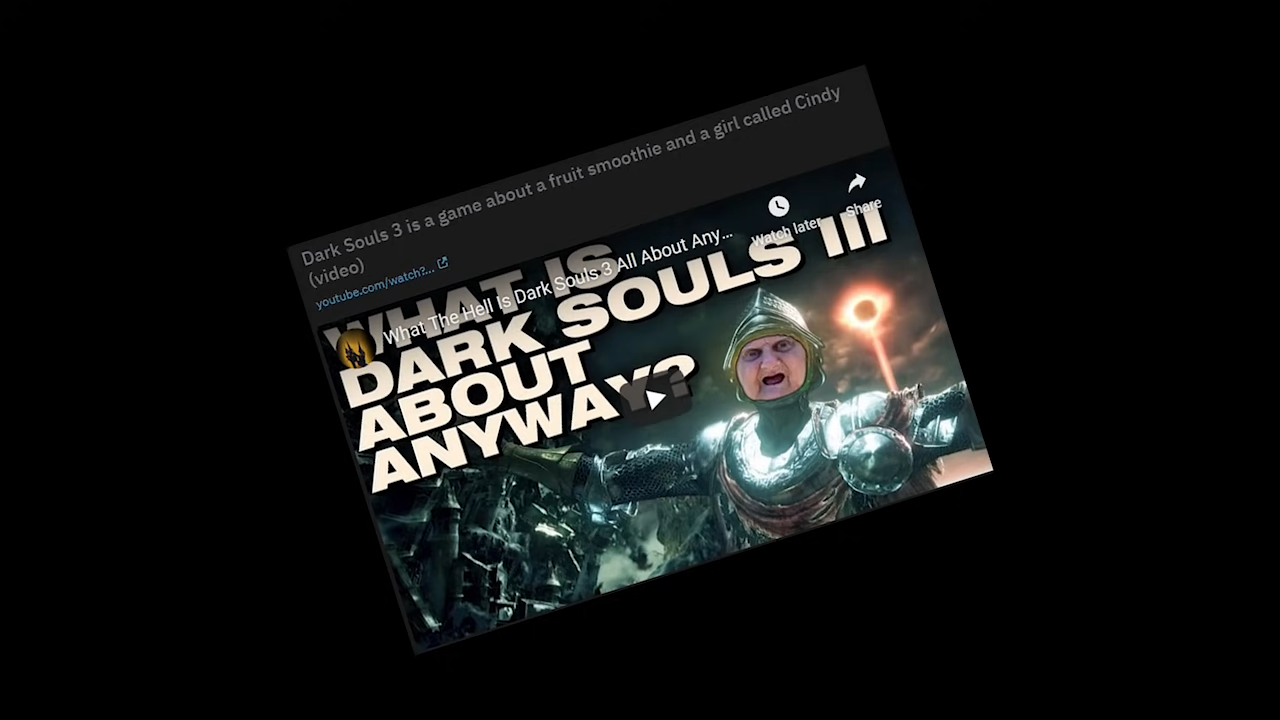 Dark Souls 3 is a game about a fruit smoothie and a girl called Cindy
(video)
youtube.com/watch?...
What The Hell is Dark Souls 3 All About Any...
Watch later
Share
WHAT IS
DARK SOULS III
ABOUT
ANYWAY?